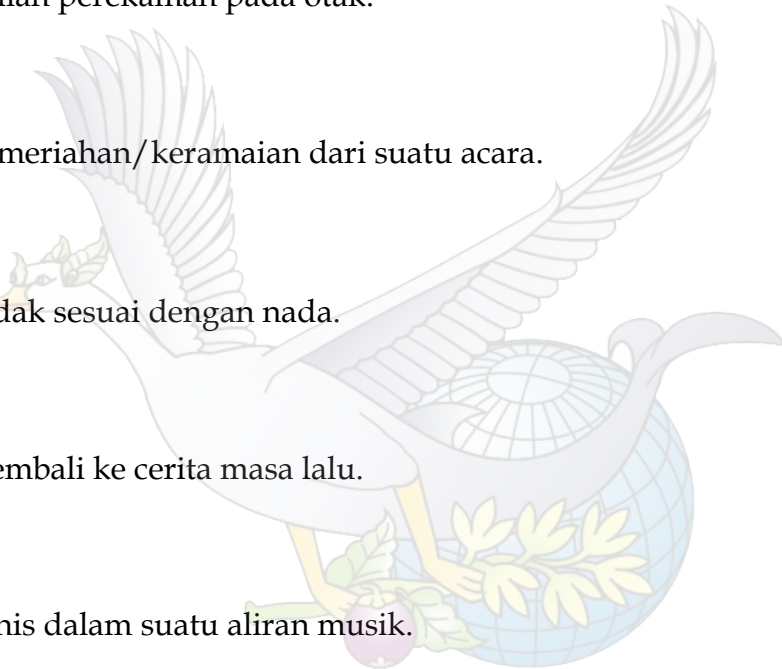 perekaman pada otak.
meriahan/keramaian dari suatu acara.
dak sesuai dengan nada.
embali ke cerita masa lalu.
nis dalam suatu aliran musik.